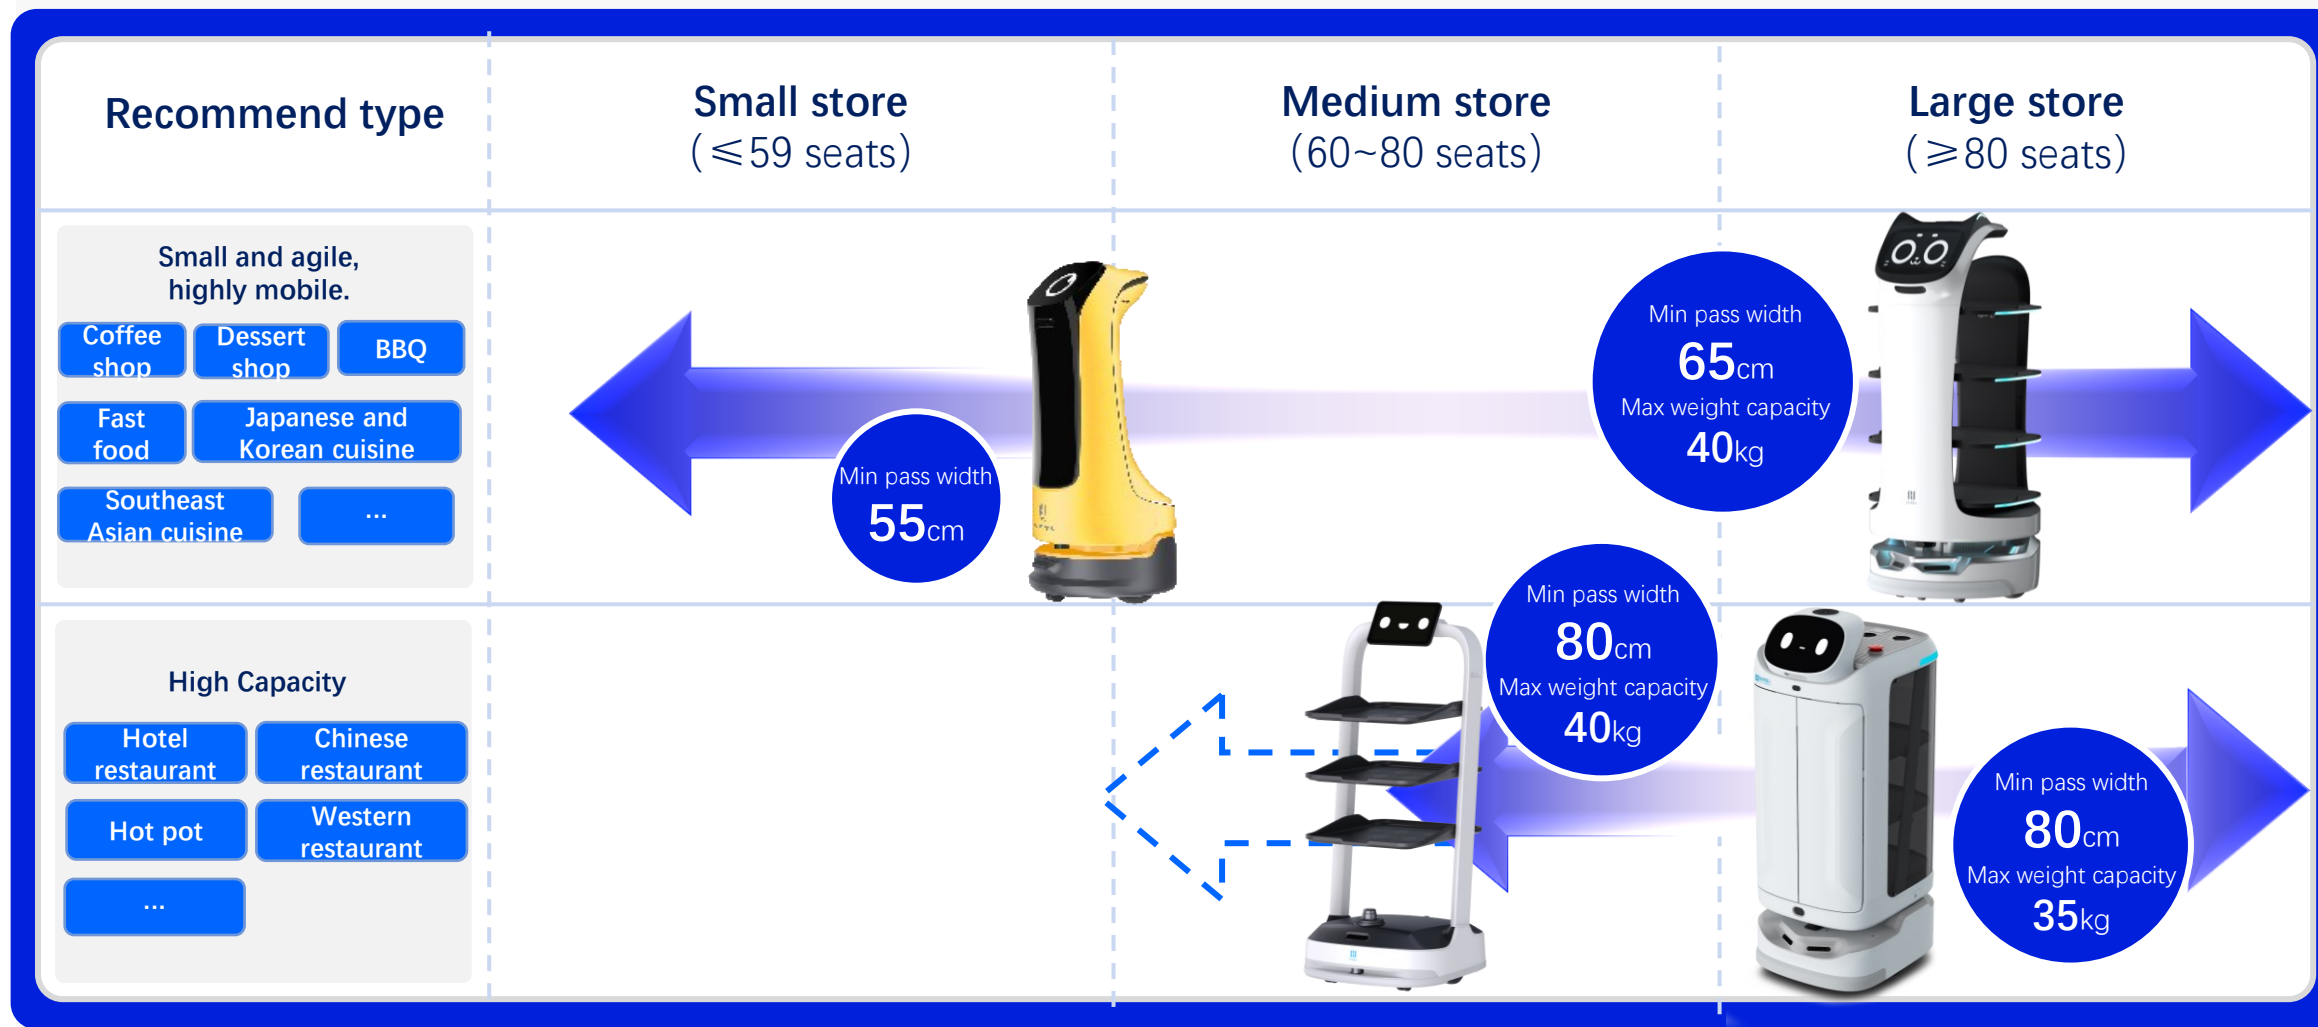 Recommend type
Small store
(≤59 seats)
Medium store
(60~80 seats)
Large store
(≥80 seats)
Small and agile,
highly mobile.
Coffee
shop
Dessert
shop
BBQ
Fast
food
Japanese and
Korean cuisine
Southeast
Asian cuisine
...
Min pass width
55cm
Min pass width
65cm
Max weight capacity
40kg
High Capacity
Hotel
restaurant
Chinese
restaurant
Hot pot
Western
restaurant
...
Min pass width
80cm
Max weight capacity
40kg
Min pass width
80cm
Max weight capacity
35kg